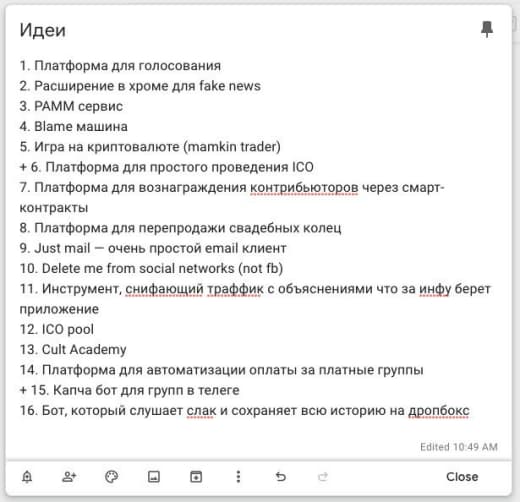 Идеи
1. Платформа для голосования
2. Расширение в хроме для fake news
3. PAMM сервис
4. Blame машина
5. Игра на криптовалюте (mamkin trader)
+ 6. Платформа для простого проведения ICO
7. Платформа для вознаграждения контрибьюторов через смарт-
контракты
8. Платформа для перепродажи свадебных колец
9. Just mail — очень простой email клиент
10. Delete me from social networks (not fb)
11. Инструмент, снифающий траффик с объяснениями что за инфу берет
приложение
12. ICO pool
13. Cult Academy
14. Платформа для автоматизации оплаты за платные группы
+ 15. Капча бот для групп в телеге
16. Бот, который слушает слак и сохраняет всю историю на дропбокс
Edited 10:49 AM
Close